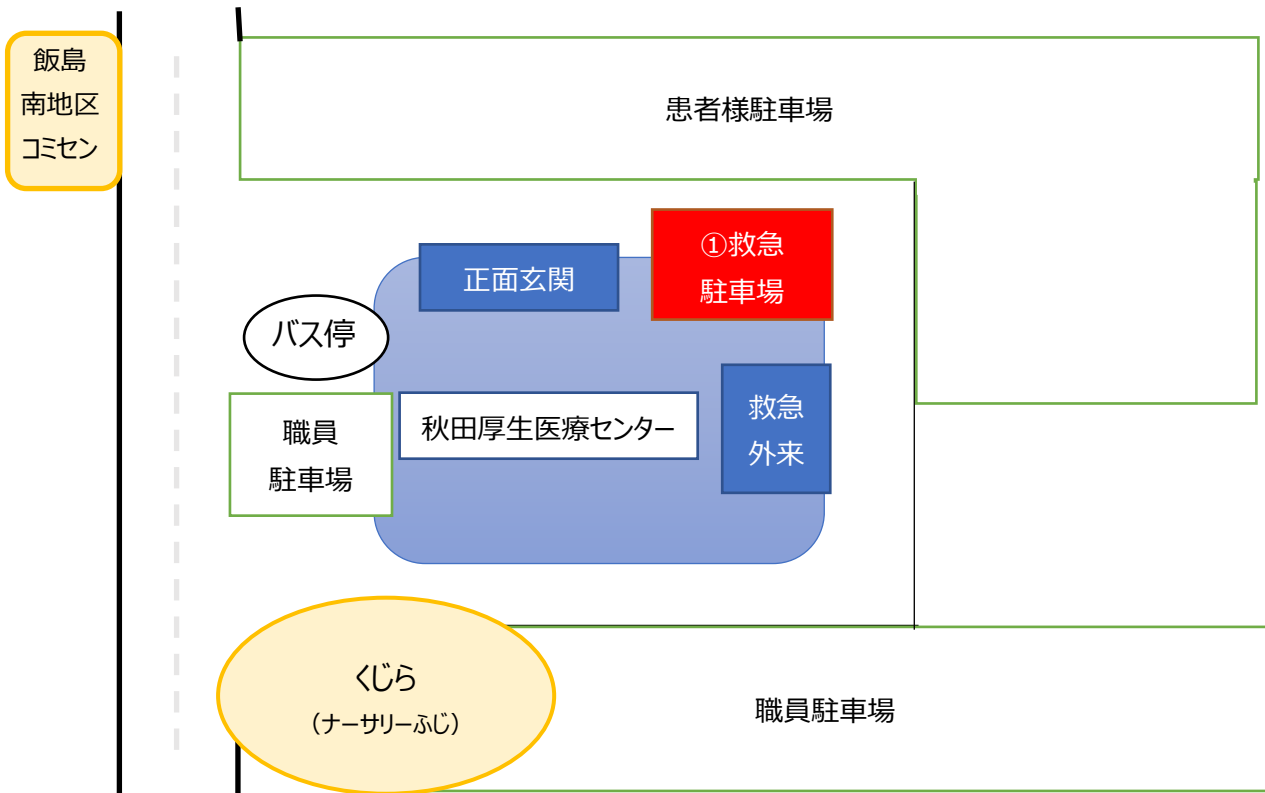 飯島
南地区
コミセン
患者様駐車場
①救急
駐車場
正面玄関
バス停
救急
外来
職員
駐車場
秋田厚生医療センター
くじら
（ナーサリーふじ）
職員駐車場